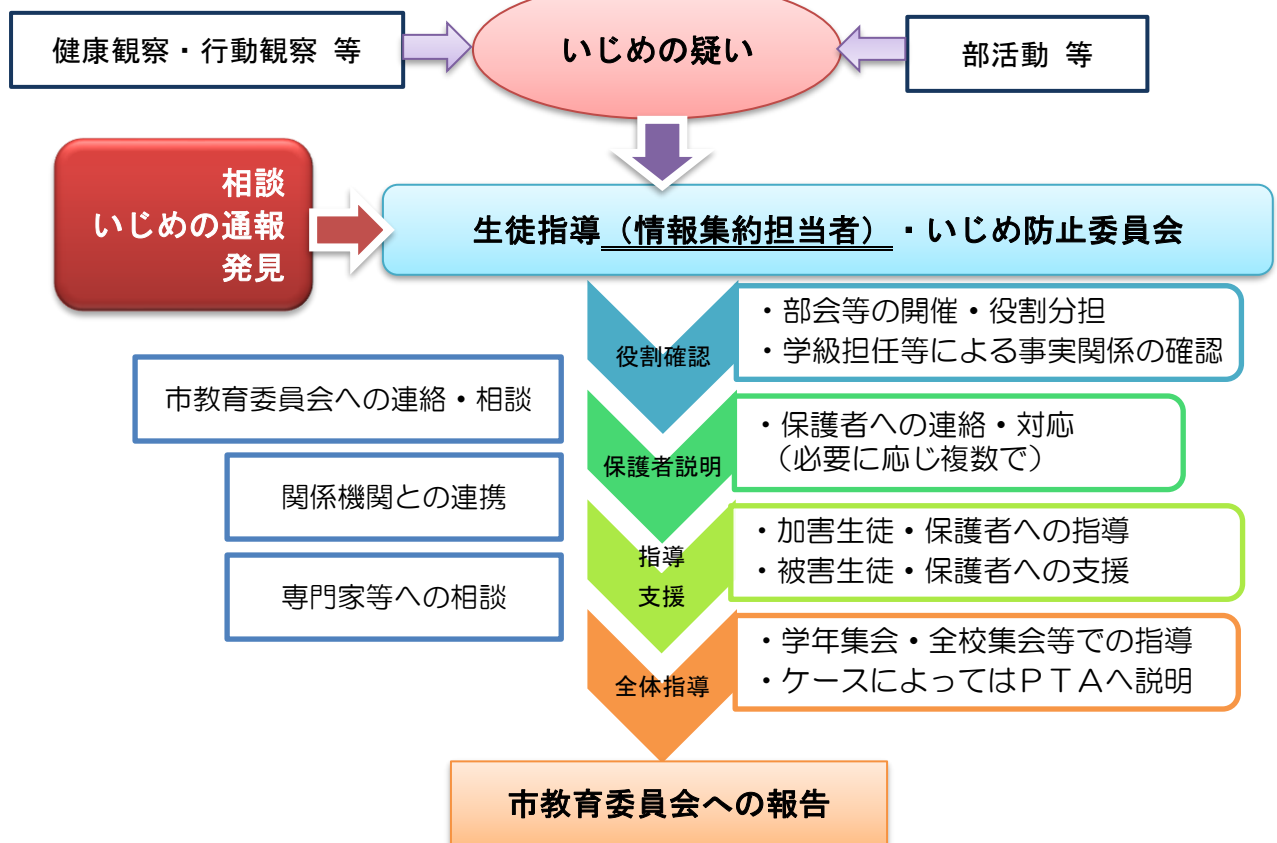 健康観察・行動観察 等
いじめの疑い
部活動 等
相談
いじめの通報
発見
生徒指導（情報集約担当者）・いじめ防止委員会
役割確認
・部会等の開催・役割分担
・学級担任等による事実関係の確認
市教育委員会への連絡・相談
保護者説明
・保護者への連絡・対応
（必要に応じ複数で）
関係機関との連携
指導
支援
・加害生徒・保護者への指導
・被害生徒・保護者への支援
専門家等への相談
全体指導
・学年集会・全校集会等での指導
・ケースによってはＰＴＡへ説明
市教育委員会への報告